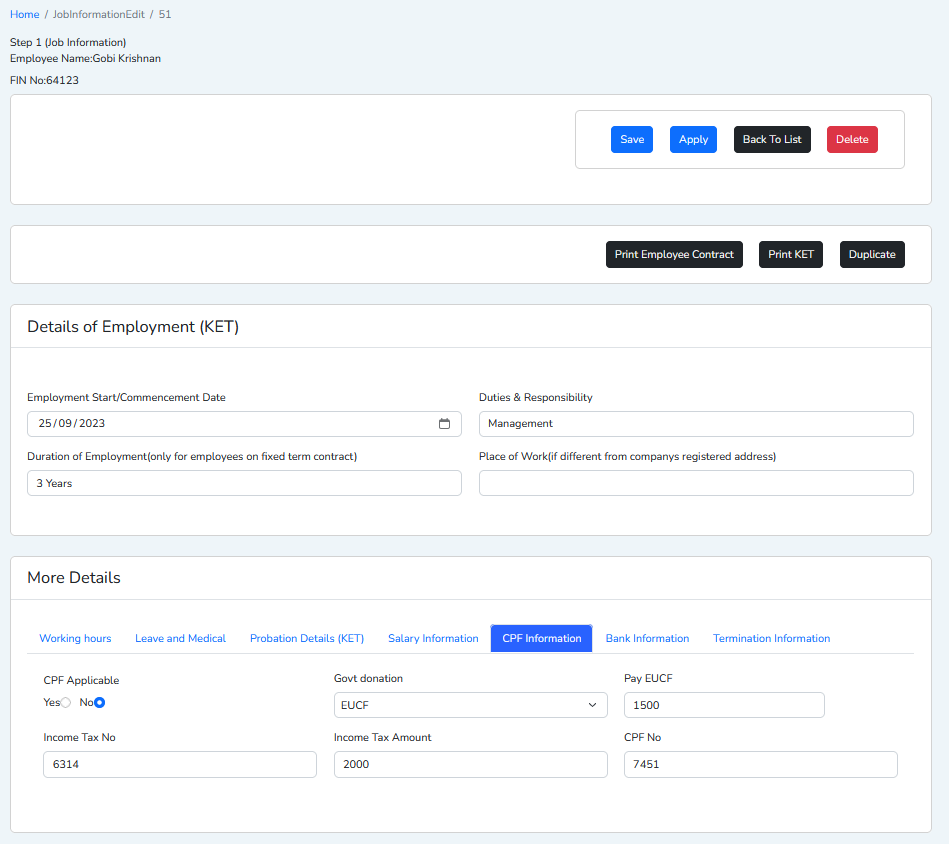 Home / JobInformationEdit / 51
Step 1 (Job Information)
Employee Name:Gobi Krishnan
FIN No:64123
Save Apply Back To List Delete
Print Employee Contract Print KET Duplicate
Details of Employment (KET)
Employment Start/Commencement Date Duties & Responsibility
25/09/2023 Management
Duration of Employment(only for employees on fixed term contract) Place of Work(if different from companys registered address)
3 Years
More Details
Working hours Leave and Medical Probation Details (KET) Salary Information CPF Information Bank Information Termination Information
CPF Applicable Govt donation Pay EUCF
Yes No EUCF 1500
Income Tax No Income Tax Amount CPF No
6314 2000 7451